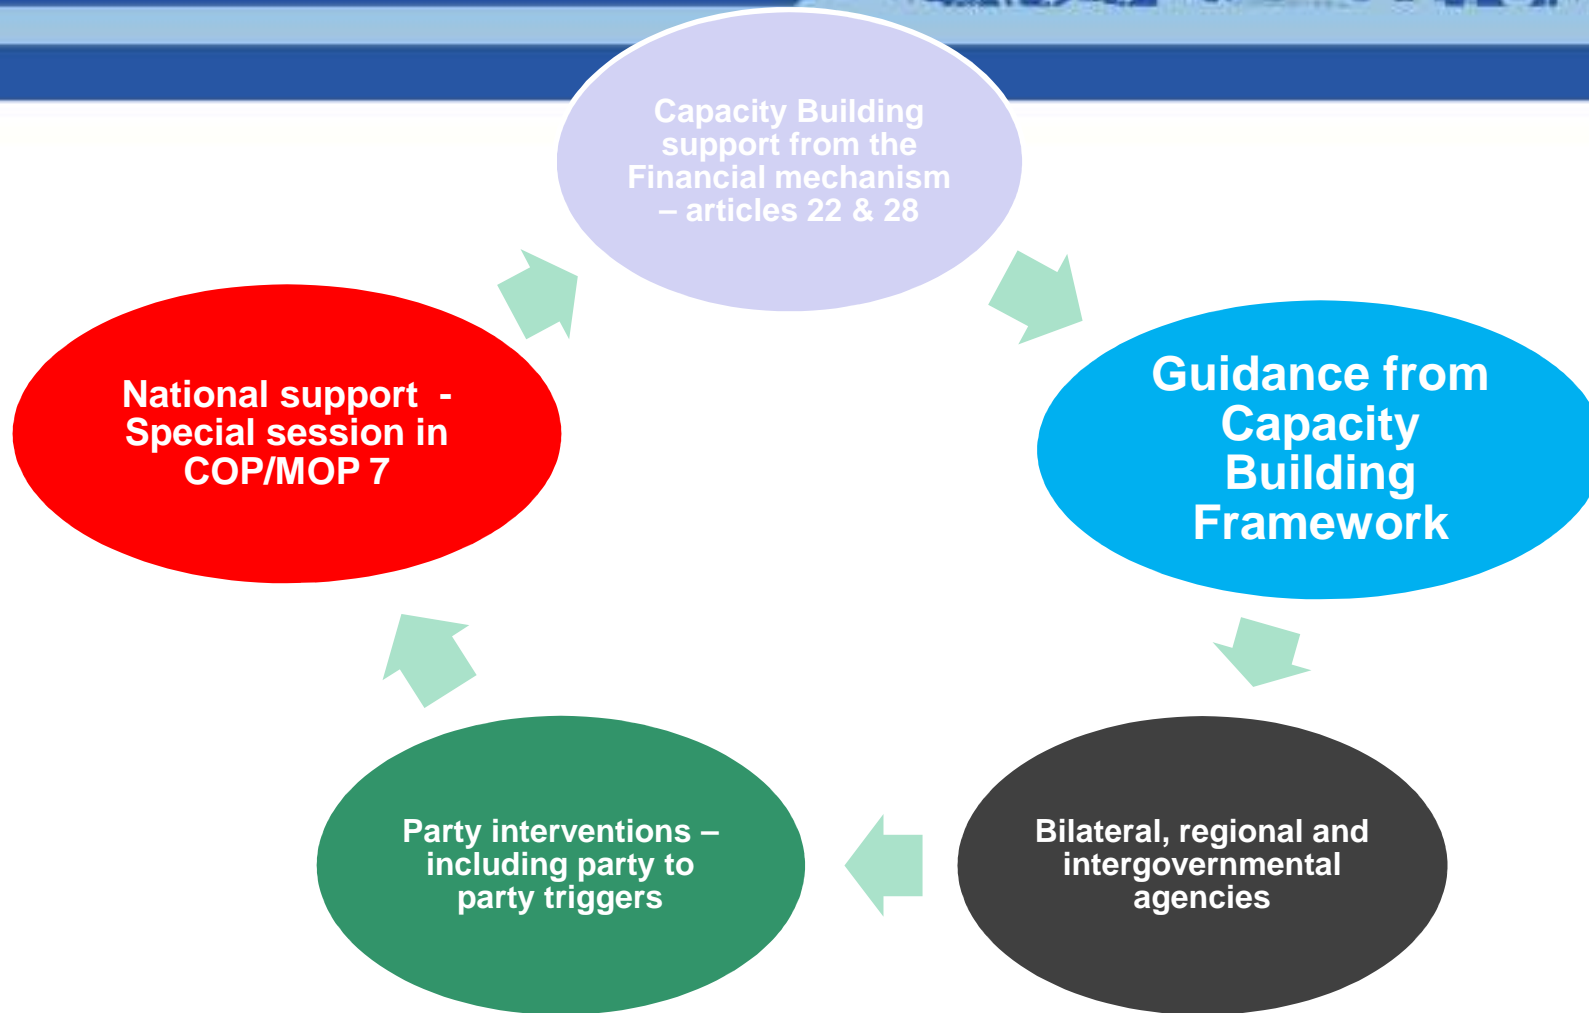 Capacity Building
support from the
Financial mechanism
– articles 22 & 28
Guidance from
Capacity
Building
Framework
Bilateral, regional and
intergovernmental
agencies
Party interventions –
including party to
party triggers
National support  -
Special session in
COP/MOP 7